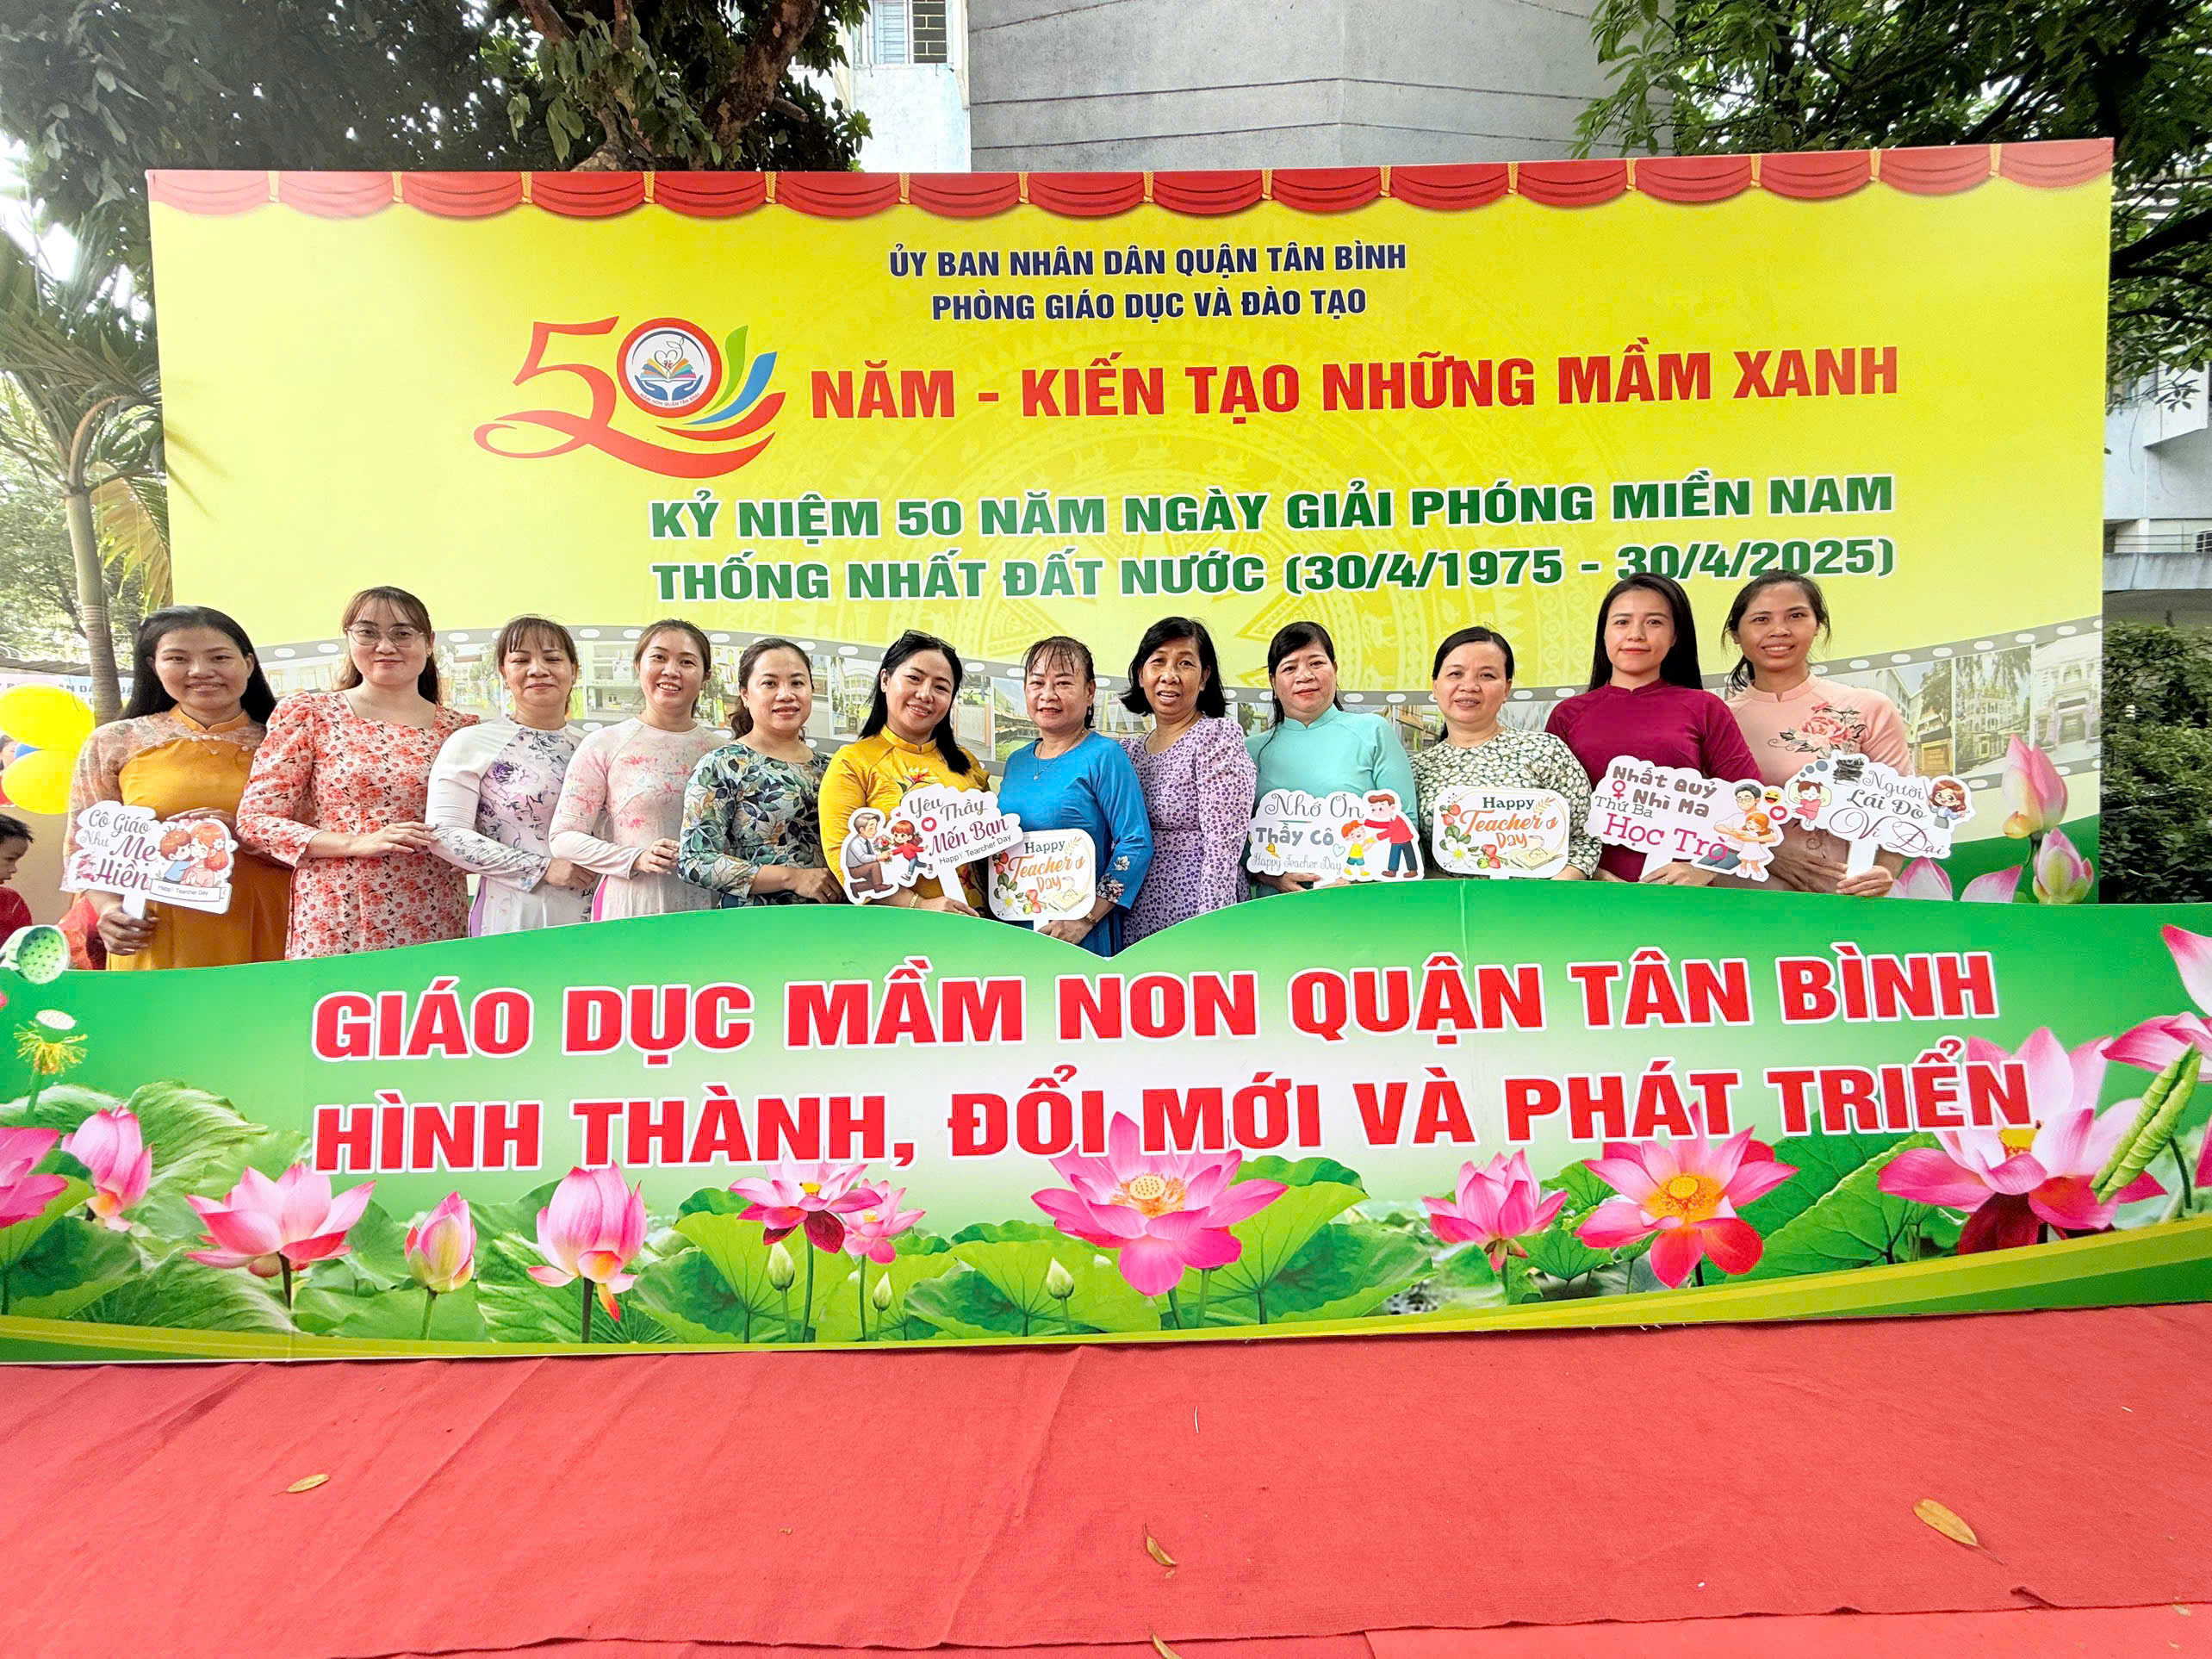 ỦY BAN NHÂN DÂN QUẬN TÂN BÌNH
PHÒNG GIÁO DỤC VÀ ĐÀO TẠO
50 NĂM - KIẾN TẠO NHỮNG MẦM XANH
KỶ NIỆM 50 NĂM NGÀY GIẢI PHÓNG MIỀN NAM
THỐNG NHẤT ĐẤT NƯỚC (30/4/1975 - 30/4/2025)
Cô Giáo
Như Mẹ
Hiền
Yêu Thầy
Mến Bạn
Happy Tearcher Day
Happy
Teacher's
Day
Nhớ Ơn
Thầy Cô
Happy Teacher Day
Happy
Teacher's
Day
Nhất Quỷ
Nhì Ma
Thứ Ba
Học Trò
Người
Lái Đò
Vĩ Đại
GIÁO DỤC MẦM NON QUẬN TÂN BÌNH
HÌNH THÀNH, ĐỔI MỚI VÀ PHÁT TRIỂN